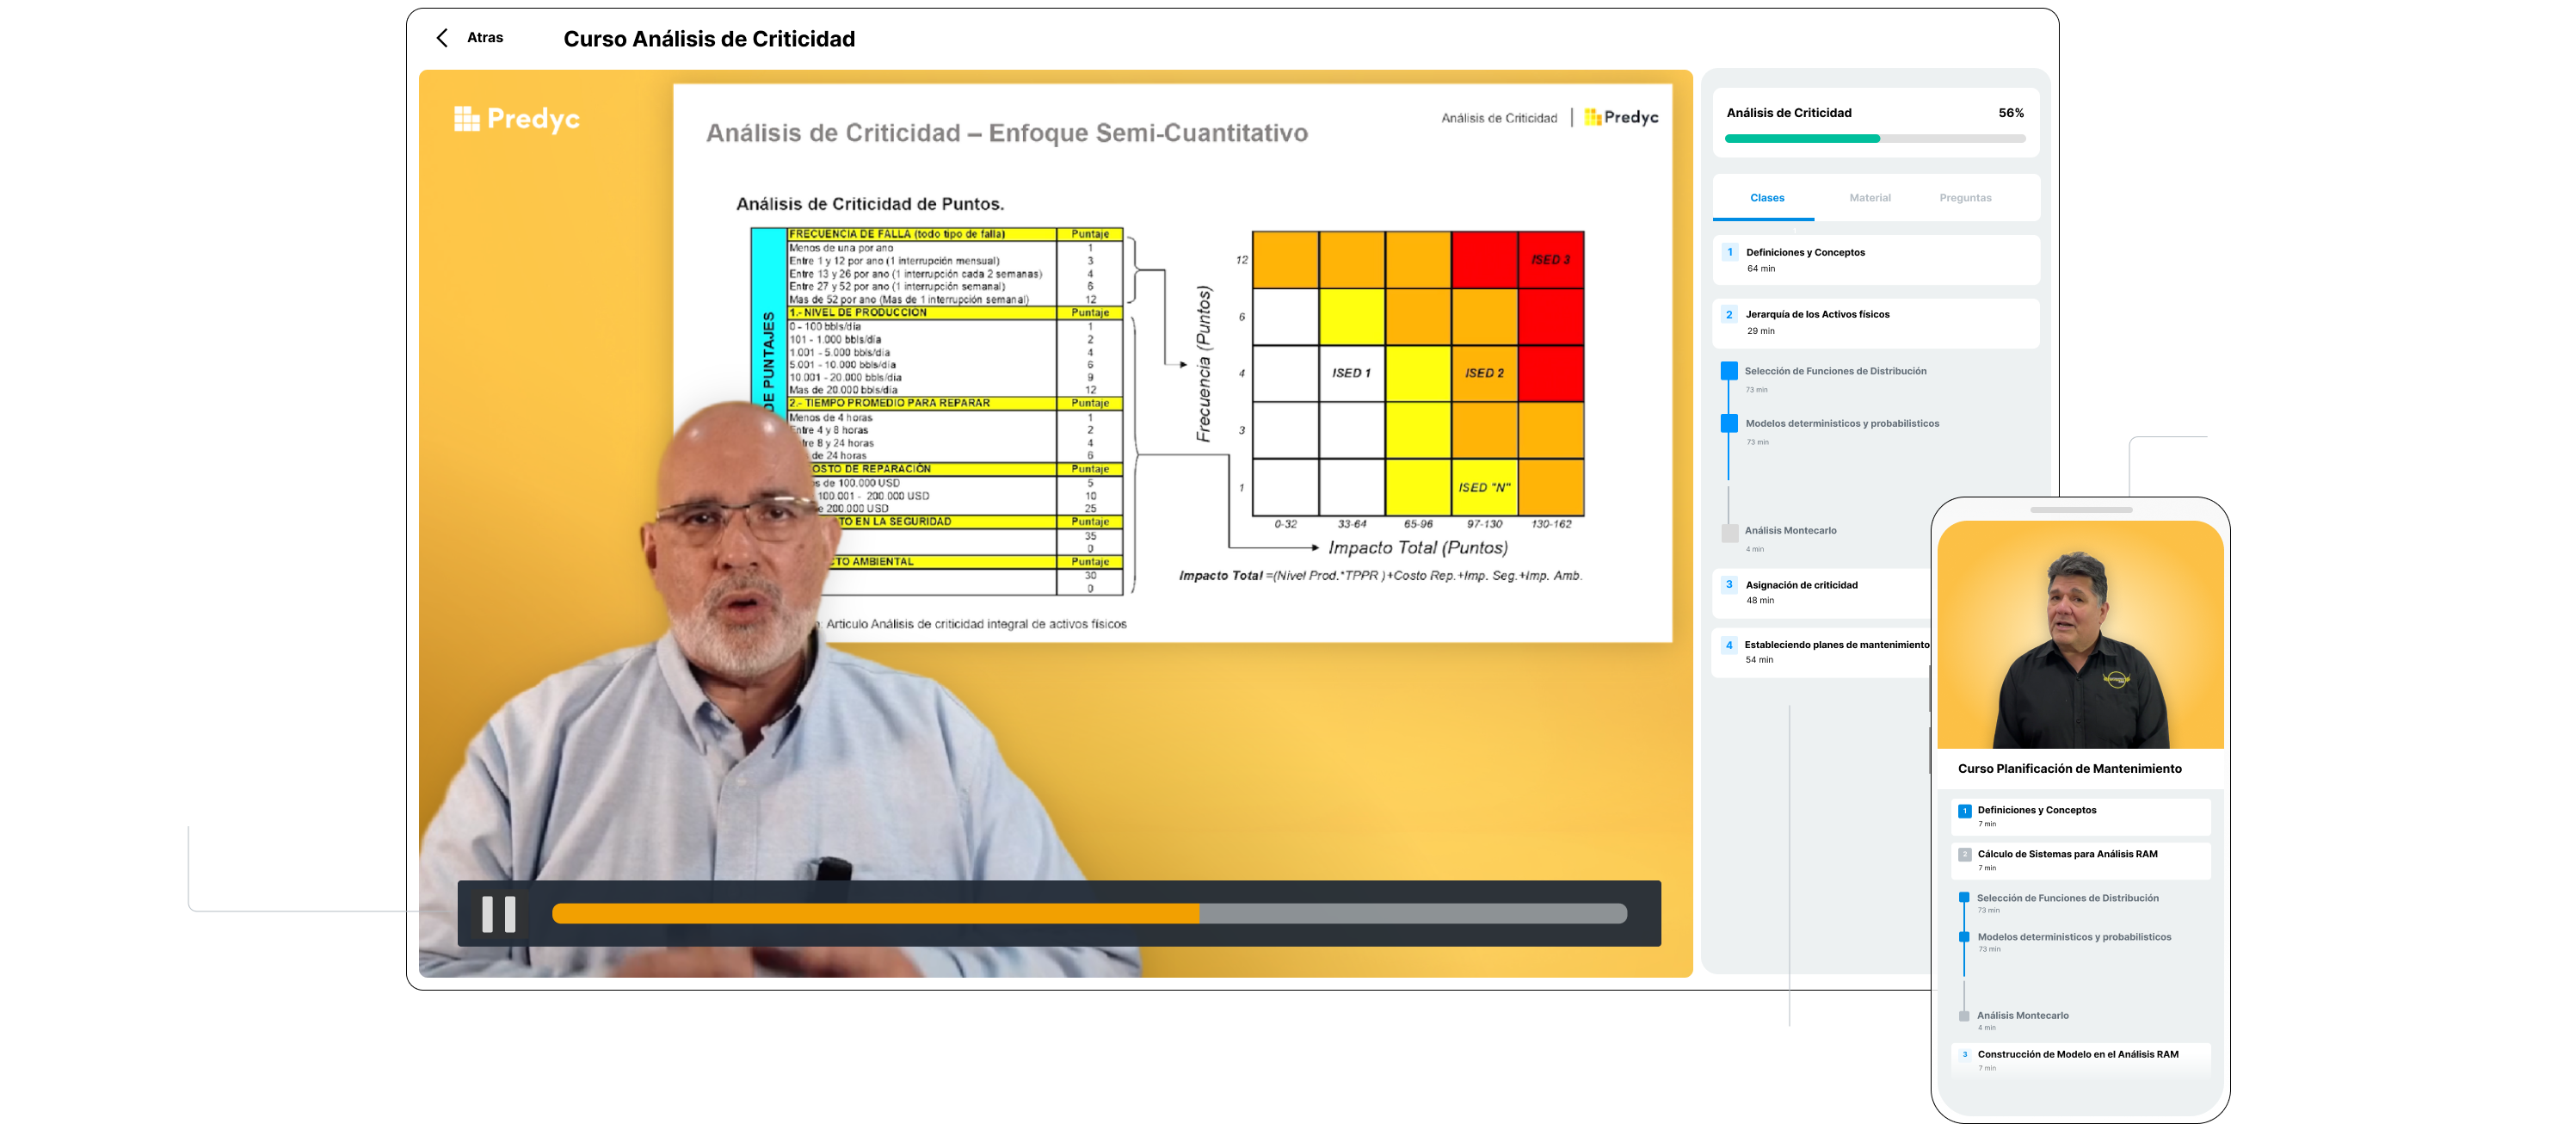 Atras
Curso Análisis de Criticidad
Predyc
Análisis de Criticidad – Enfoque Semi-Cuantitativo
Análisis de Criticidad | Predyc
Análisis de Criticidad de Puntos.
DE PUNTAJES
FRECUENCIA DE FALLA (todo tipo de falla) Puntaje
Menos de una por ano 1
Entre 1 y 12 por ano (1 interrupción mensual) 3
Entre 13 y 26 por ano (1 interrupción cada 2 semanas) 4
Entre 27 y 52 por ano (1 interrupción semanal) 6
Mas de 52 por ano (Mas de 1 interrupción semanal) 12
1.- NIVEL DE PRODUCCION Puntaje
0 - 100 bbls/dia 1
101 - 1.000 bbls/dia 2
1.001 - 5.000 bbls/dia 4
5.001 - 10.000 bbls/dia 6
10.001 - 20.000 bbls/dia 9
Mas de 20.000 bbls/dia 12
2.- TIEMPO PROMEDIO PARA REPARAR Puntaje
Menos de 4 horas 1
Entre 4 y 8 horas 2
tre 8 y 24 horas 4
de 24 horas 6
OSTO DE REPARACIÓN Puntaje
s de 100.000 USD 5
100.001 - 200.000 USD 10
e 200.000 USD 25
TO EN LA SEGURIDAD Puntaje
35
0
CTO AMBIENTAL Puntaje
30
0
: Articulo Análisis de criticidad integral de activos físicos
Frecuencia (Puntos)
12 ISED 3
6
4 ISED 1 ISED 2
3
1 ISED "N"
0-32 33-64 65-96 97-130 130-162
Impacto Total (Puntos)
Impacto Total =(Nivel Prod.*TPPR )+Costo Rep.+Imp. Seg.+Imp. Amb.
Análisis de Criticidad 56%
Clases Material Preguntas
1 Definiciones y Conceptos
64 min
2 Jerarquía de los Activos físicos
29 min
Selección de Funciones de Distribución
73 min
Modelos deterministicos y probabilisticos
73 min
Análisis Montecarlo
4 min
3 Asignación de criticidad
48 min
4 Estableciendo planes de mantenimiento
54 min
Curso Planificación de Mantenimiento
1 Definiciones y Conceptos
7 min
2 Cálculo de Sistemas para Análisis RAM
7 min
Selección de Funciones de Distribución
73 min
Modelos deterministicos y probabilisticos
73 min
Análisis Montecarlo
4 min
3 Construcción de Modelo en el Análisis RAM
7 min